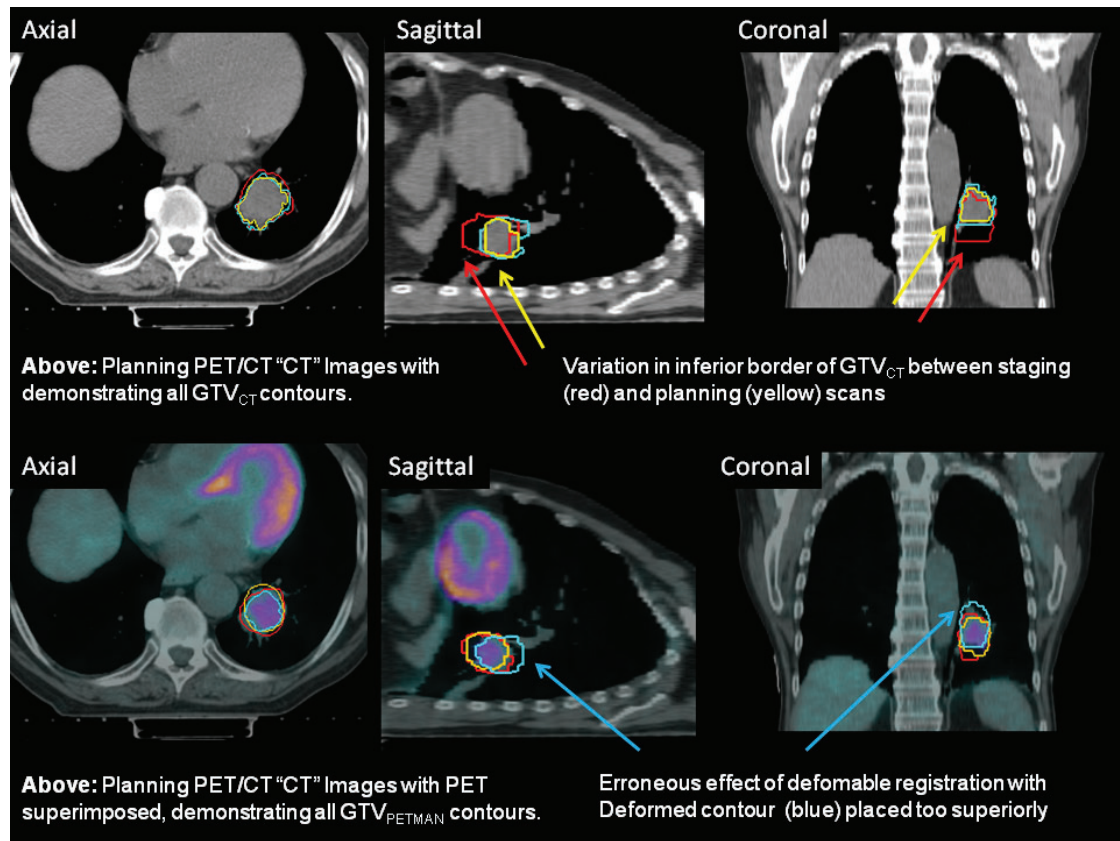 Axial
Sagittal
Coronal
Above: Planning PET/CT “CT” Images with
demonstrating all GTVCT contours.
Variation in inferior border of GTVCT between staging
(red) and planning (yellow) scans
Axial
Sagittal
Coronal
Above: Planning PET/CT “CT” Images with PET
superimposed, demonstrating all GTVPETMAN contours.
Erroneous effect of defomable registration with
Deformed contour (blue) placed too superiorly